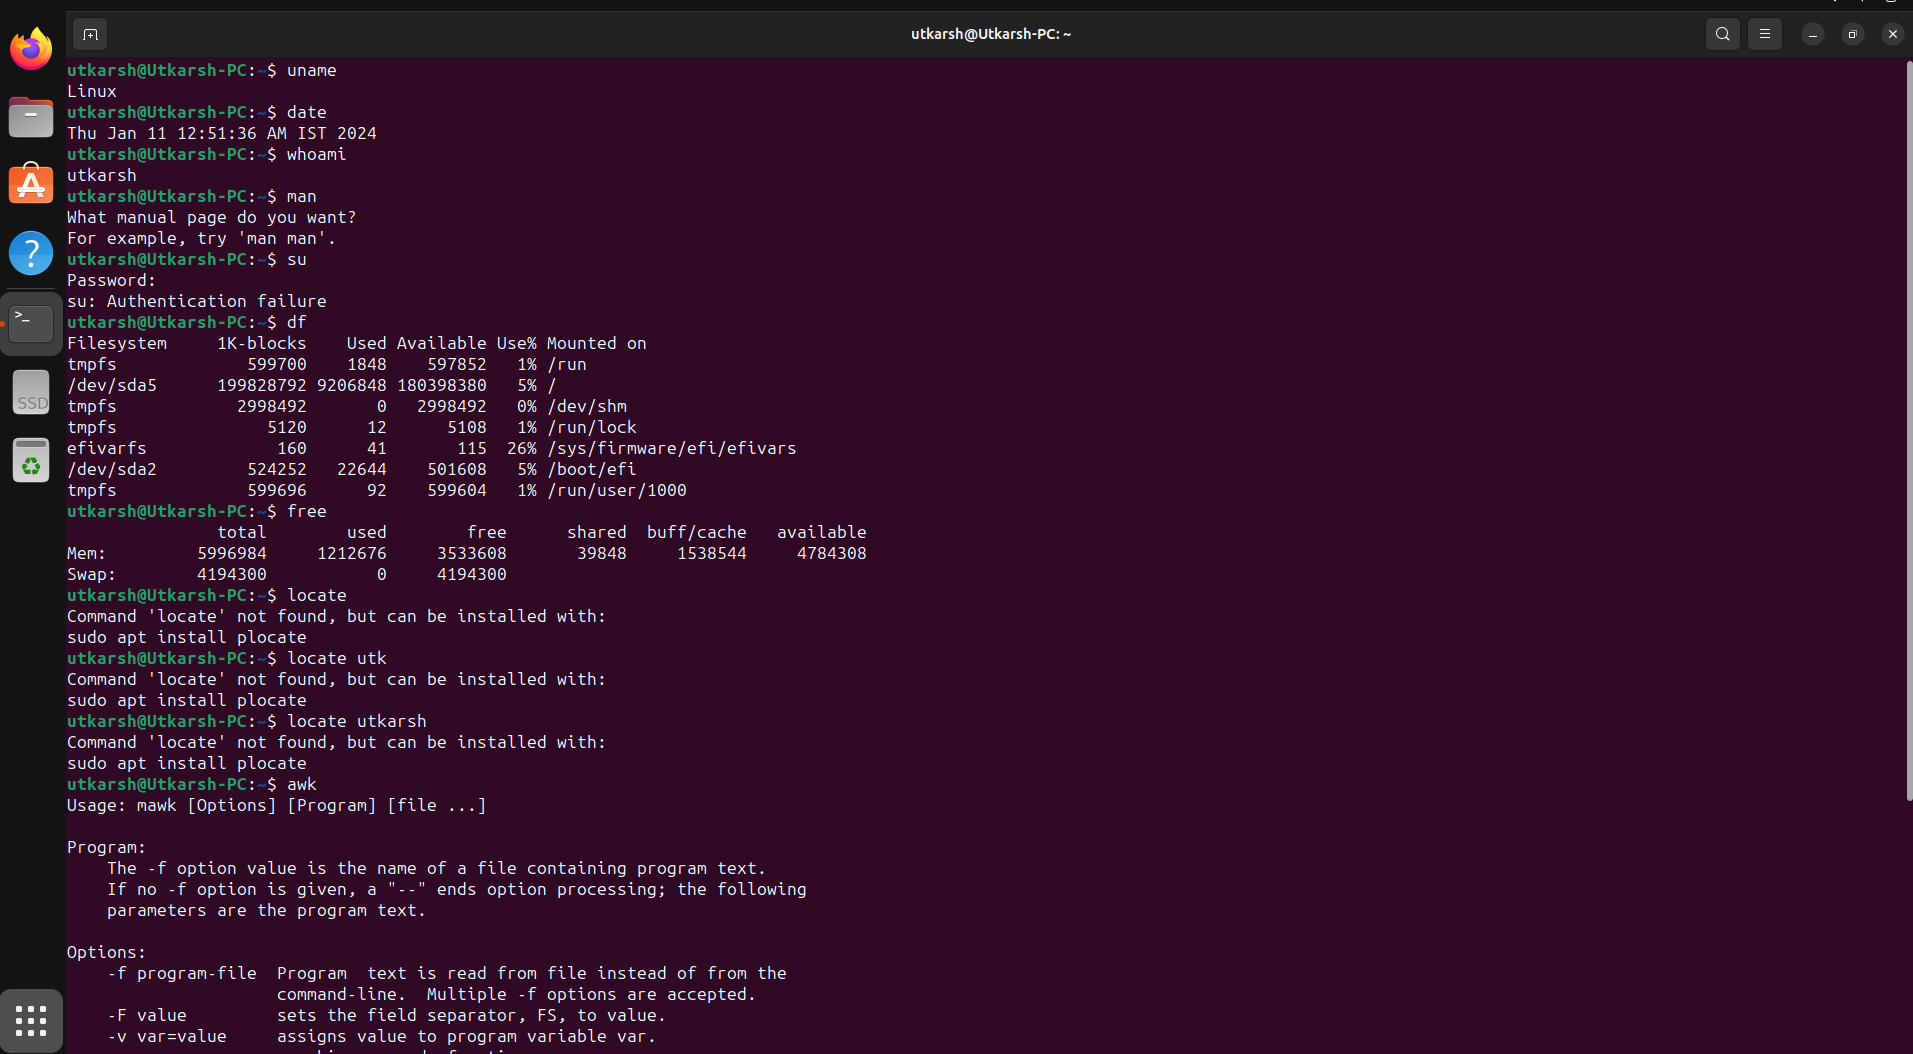 utkarsh@Utkarsh-PC: ~
utkarsh@Utkarsh-PC:~$ uname
Linux
utkarsh@Utkarsh-PC:~$ date
Thu Jan 11 12:51:36 AM IST 2024
utkarsh@Utkarsh-PC:~$ whoami
utkarsh
utkarsh@Utkarsh-PC:~$ man
What manual page do you want?
For example, try 'man man'.
utkarsh@Utkarsh-PC:~$ su
Password:
su: Authentication failure
utkarsh@Utkarsh-PC:~$ df
Filesystem     1K-blocks    Used Available Use% Mounted on
tmpfs             599700    1848    597852   1% /run
/dev/sda5      199828792 9206848 180398380   5% /
tmpfs            2998492       0   2998492   0% /dev/shm
tmpfs               5120      12      5108   1% /run/lock
efivarfs             160      41       115  26% /sys/firmware/efi/efivars
/dev/sda2         524252   22644    501608   5% /boot/efi
tmpfs             599696      92    599604   1% /run/user/1000
utkarsh@Utkarsh-PC:~$ free
               total        used        free      shared  buff/cache   available
Mem:         5996984     1212676     3533608       39848     1538544     4784308
Swap:        4194300           0     4194300
utkarsh@Utkarsh-PC:~$ locate
Command 'locate' not found, but can be installed with:
sudo apt install plocate
utkarsh@Utkarsh-PC:~$ locate utk
Command 'locate' not found, but can be installed with:
sudo apt install plocate
utkarsh@Utkarsh-PC:~$ locate utkarsh
Command 'locate' not found, but can be installed with:
sudo apt install plocate
utkarsh@Utkarsh-PC:~$ awk
Usage: mawk [Options] [Program] [file ...]
Program:
    The -f option value is the name of a file containing program text.
    If no -f option is given, a "--" ends option processing; the following
    parameters are the program text.
Options:
    -f program-file  Program  text is read from file instead of from the
                     command-line.  Multiple -f options are accepted.
    -F value         sets the field separator, FS, to value.
    -v var=value     assigns value to program variable var.
SSD